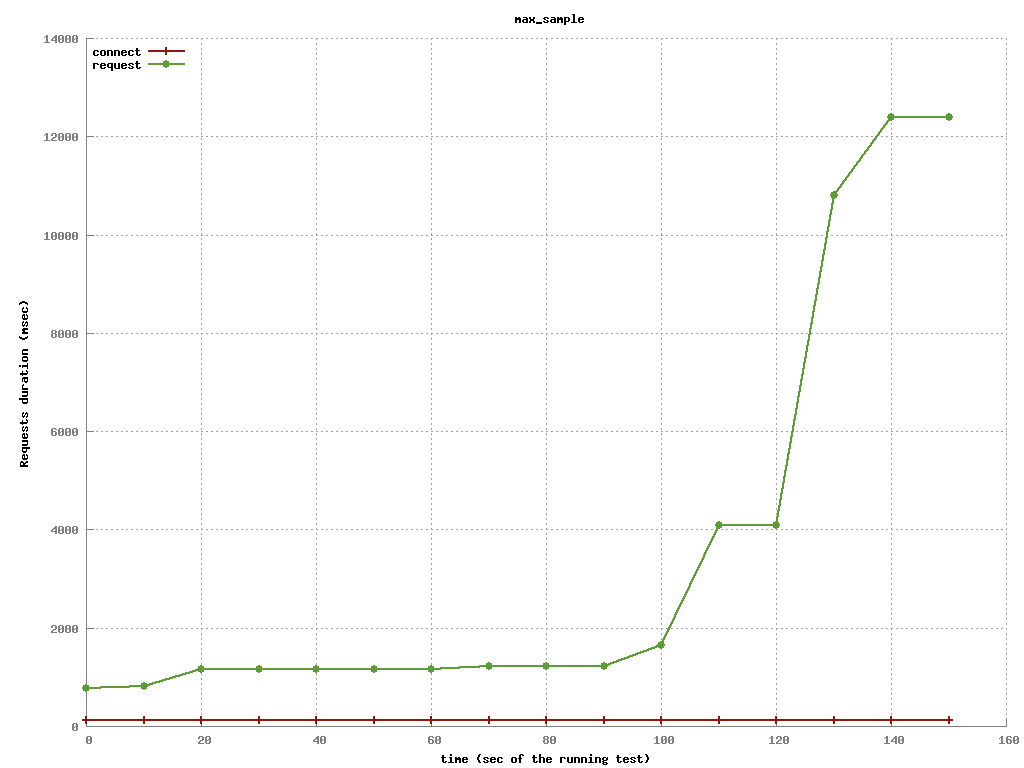 max_sample
14000
connect
request
12000
10000
8000
6000
4000
2000
0
Requests duration (msec)
0 20 40 60 80 100 120 140 160
time (sec of the running test)